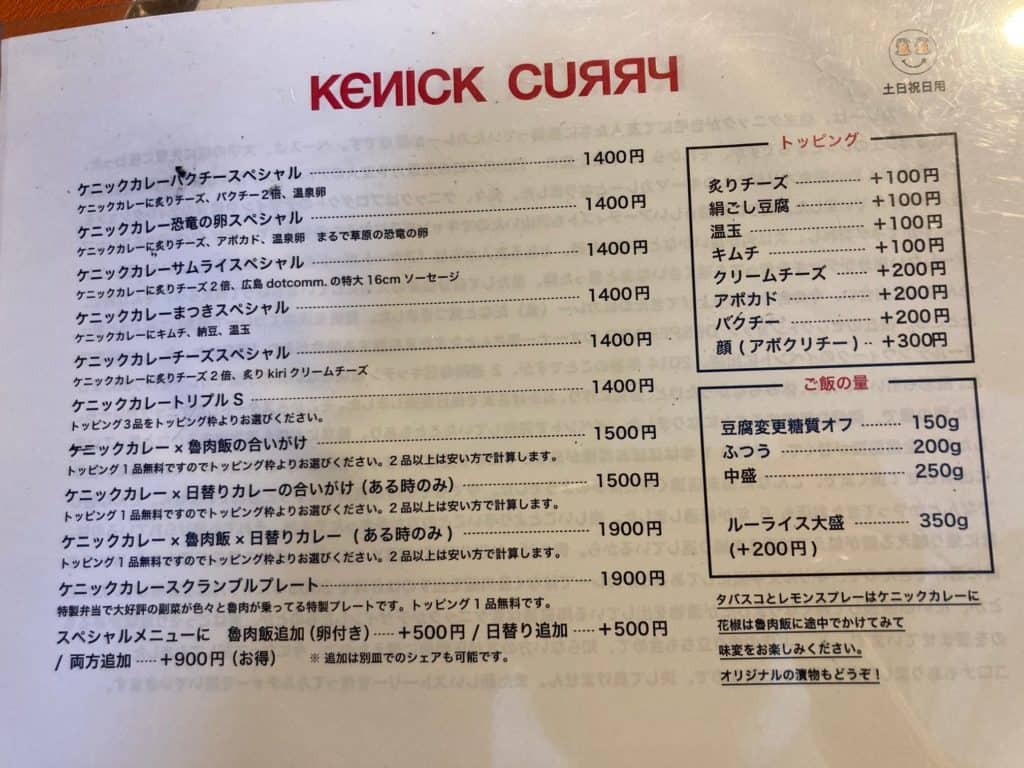 KENICK CURRY
土日祝日用
ケニックカレーパクチースペシャル 1400円
ケニックカレーに炙りチーズ、パクチー2倍、温泉卵
ケニックカレー恐竜の卵スペシャル 1400円
ケニックカレーに炙りチーズ、アボカド、温泉卵 まるで草原の恐竜の卵
ケニックカレーサムライスペシャル 1400円
ケニックカレーに炙りチーズ2倍、広島dotcomm.の特大16cmソーセージ
ケニックカレーまつきスペシャル 1400円
ケニックカレーにキムチ、納豆、温玉
ケニックカレーチーズスペシャル 1400円
ケニックカレーに炙りチーズ2倍、炙りkiriクリームチーズ
ケニックカレートリプルS 1400円
トッピング3品をトッピング枠よりお選びください。
ケニックカレー×魯肉飯の合いがけ 1500円
トッピング1品無料ですのでトッピング枠よりお選びください。2品以上は安い方で計算します。
ケニックカレー×日替りカレーの合いがけ(ある時のみ) 1500円
トッピング1品無料ですのでトッピング枠よりお選びください。2品以上は安い方で計算します。
ケニックカレー×魯肉飯×日替りカレー (ある時のみ) 1900円
トッピング1品無料ですのでトッピング枠よりお選びください。2品以上は安い方で計算します。
ケニックカレースクランブルプレート 1900円
特製弁当で大好評の副菜が色々と魯肉が乗ってる特製プレートです。トッピング1品無料です。
スペシャルメニューに 魯肉飯追加(卵付き)‥‥‥+500円 / 日替り追加 ‥‥‥+500円
/ 両方追加 ‥‥‥+900円(お得) ※追加は別皿でのシェアも可能です。
トッピング
炙りチーズ +100円
絹ごし豆腐 +100円
温玉 +100円
キムチ +100円
クリームチーズ +200円
アボカド +200円
パクチー +200円
顔(アボクリチー) +300円
ご飯の量
豆腐変更糖質オフ 150g
ふつう 200g
中盛 250g
ルーライス大盛 350g
(+200円)
タバスコとレモンスプレーはケニックカレーに
花椒は魯肉飯に途中でかけてみて
味変をお楽しみください。
オリジナルの漬物もどうぞ!